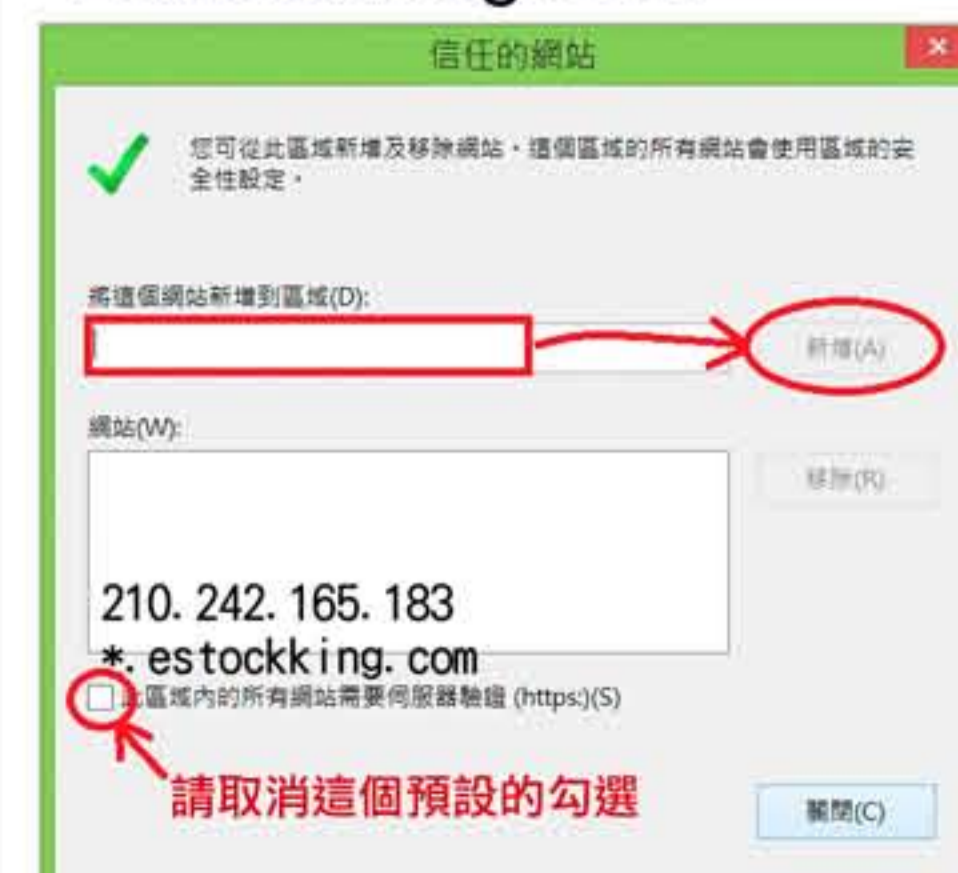 信任的網站
您可從此區域新增及移除網站。這個區域的所有網站會使用區域的安
全性設定。
將這個網站新增到區域(D):
新增(A)
網站(W):
移除(R)
210.242.165.183
*.estockking.com
此區域內的所有網站需要伺服器驗證 (https:)(S)
請取消這個預設的勾選
關閉(C)